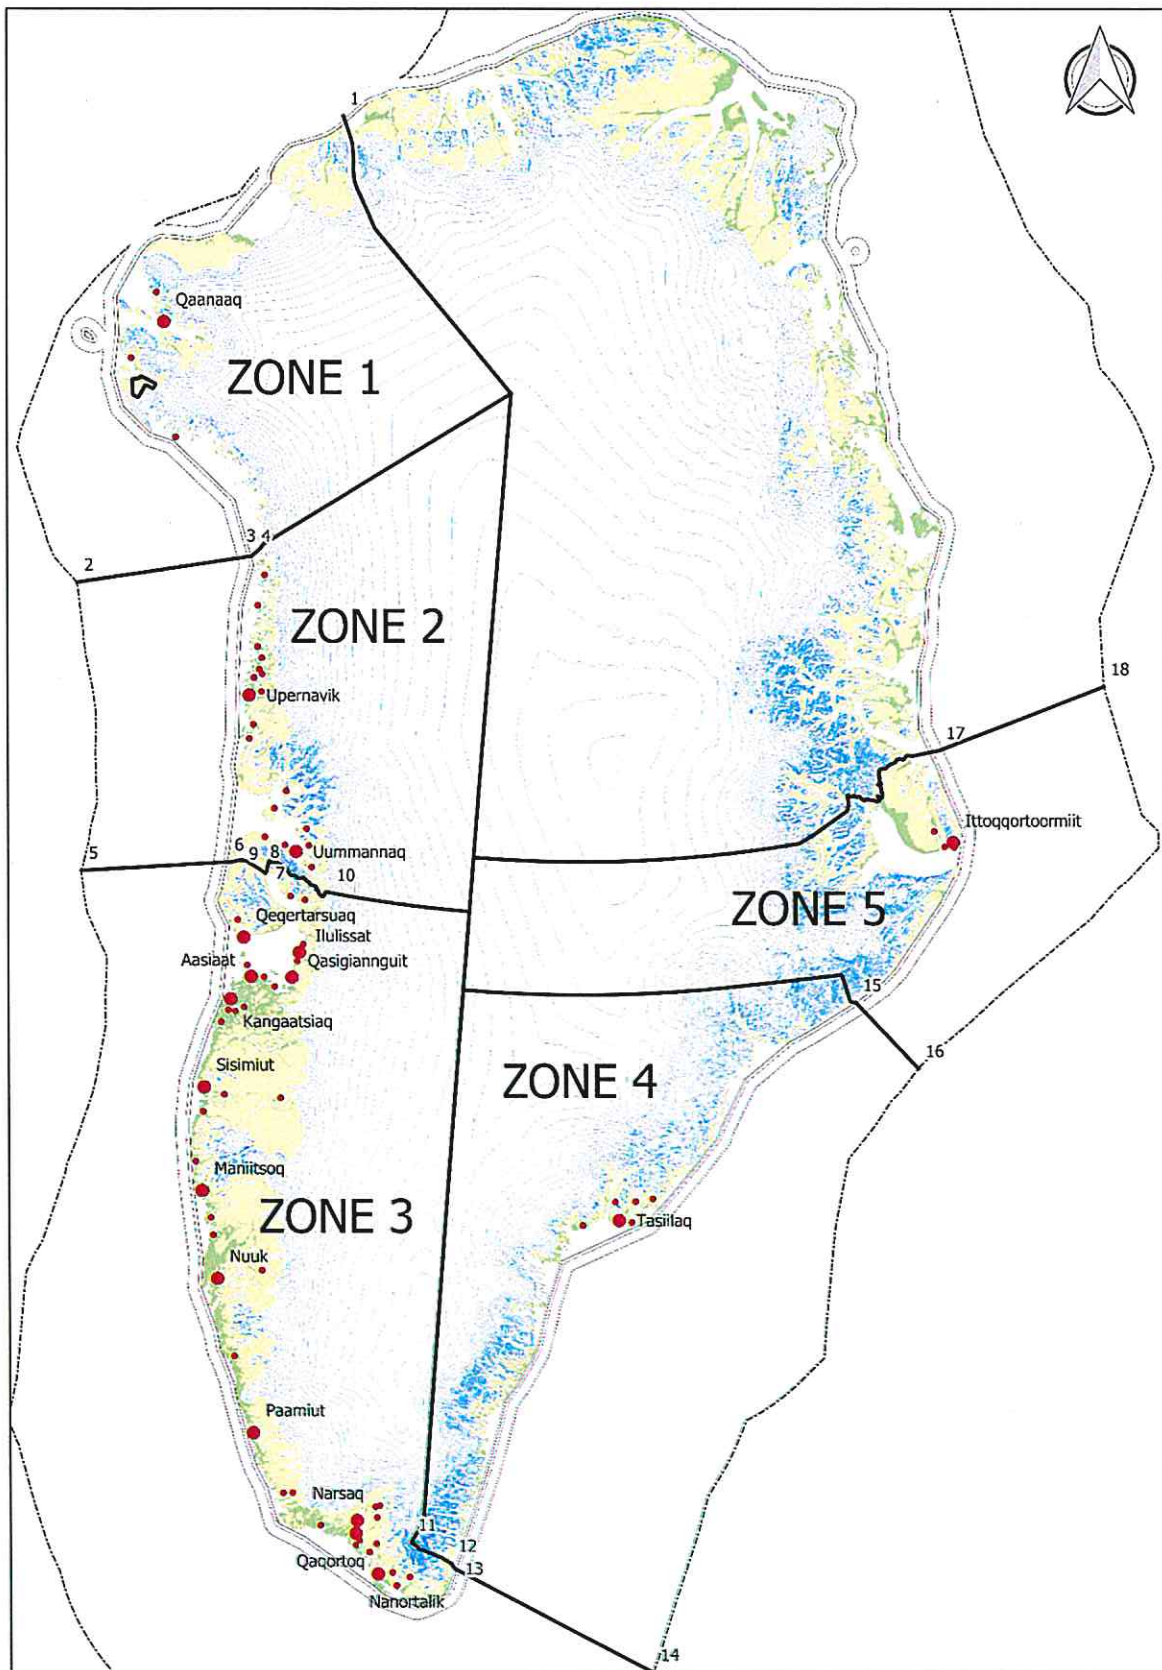 1
Qaanaaq
ZONE 1
3 4
2
ZONE 2
18
Upernavik
17
Ittoqqortoormiit
6
9 8
5
Uummannaq
7
10
ZONE 5
Qeqertarsuaq
Ilulissat
Aasiaat
Qasigiannguit
15
Kangaatsiaq
16
Sisimiut
ZONE 4
Maniitsoq
ZONE 3
Tasiilaq
Nuuk
Paamiut
Narsaq
11
12
Qaqortoq
13
Nanortalik
14